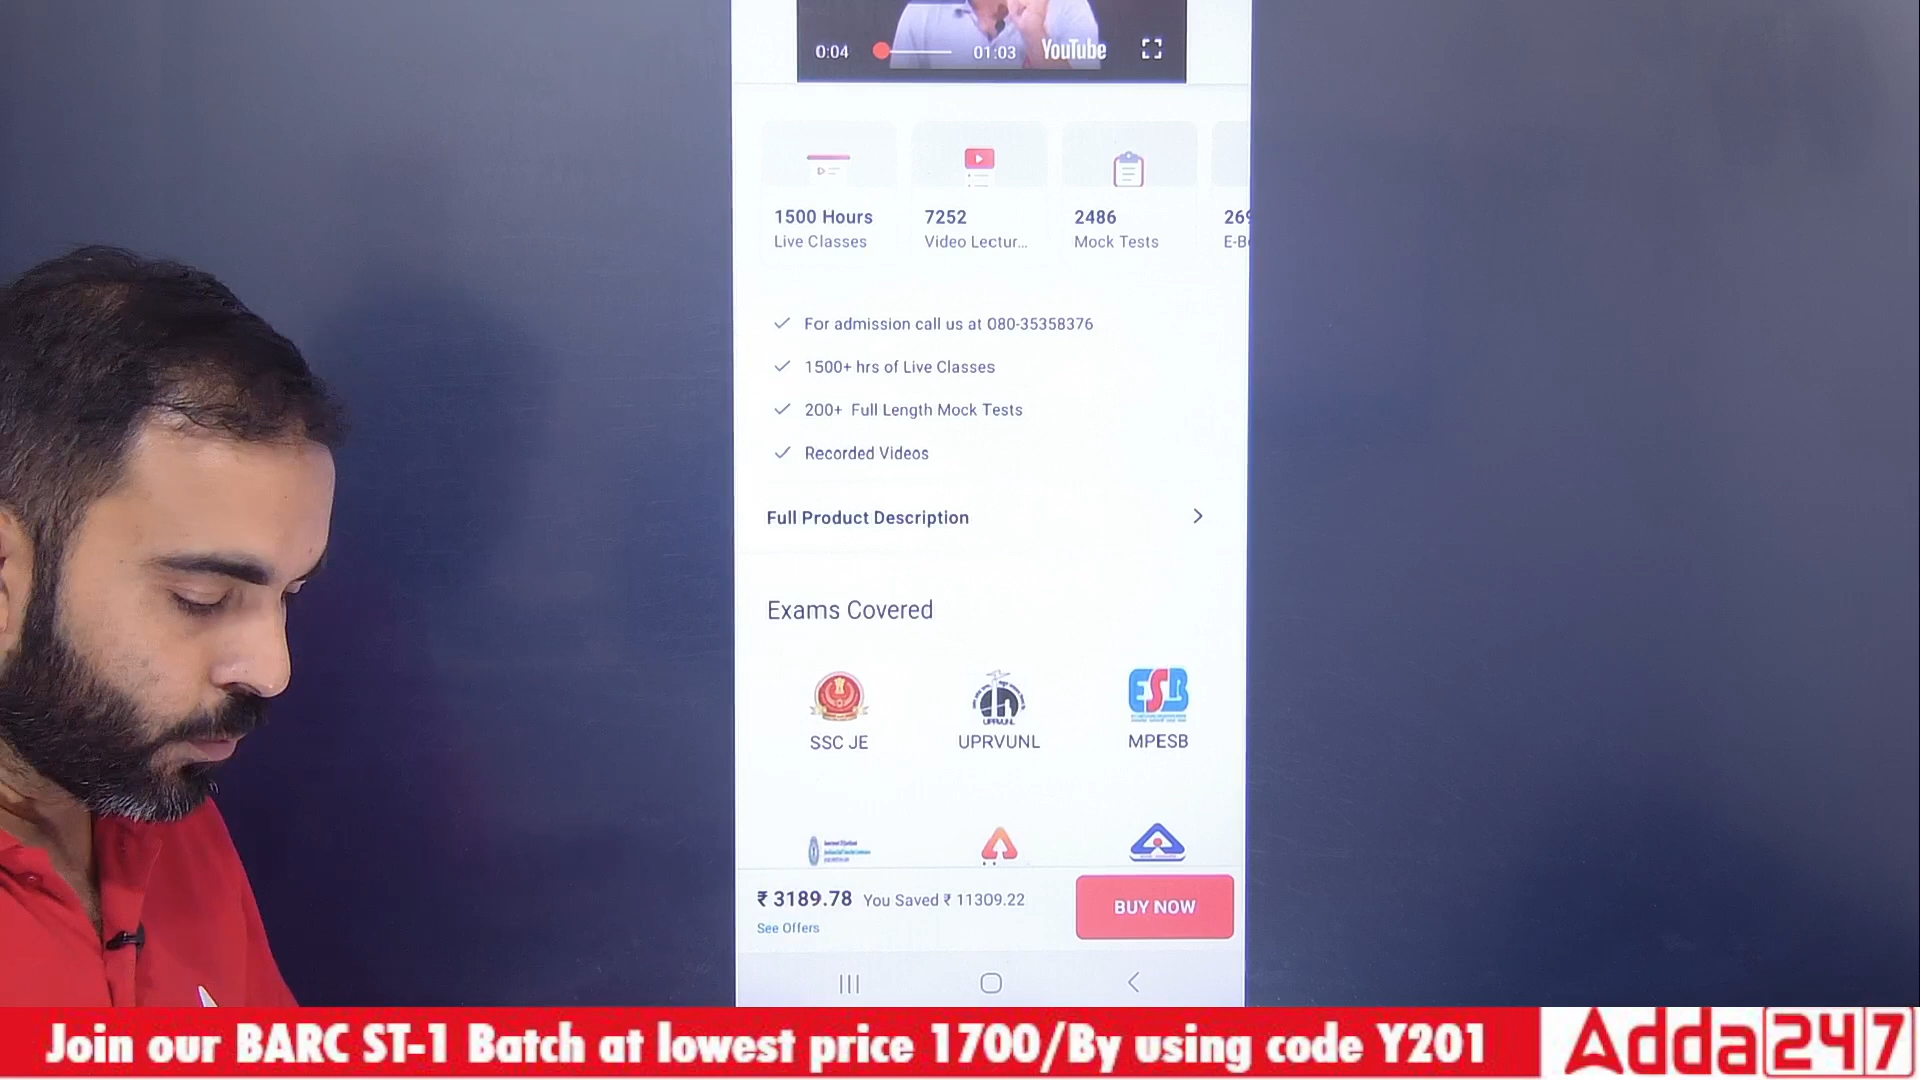 0:04 01:03 YouTube
1500 Hours
Live Classes
7252
Video Lectur...
2486
Mock Tests
For admission call us at 080-35358376
1500+ hrs of Live Classes
200+ Full Length Mock Tests
Recorded Videos
Full Product Description
Exams Covered
SSC JE
UPRVUNL
UPRVUNL
ESB
MPESB
₹ 3189.78 You Saved ₹ 11309.22
See Offers
BUY NOW
Join our BARC ST-1 Batch at lowest price 1700/By using code Y201
Adda247